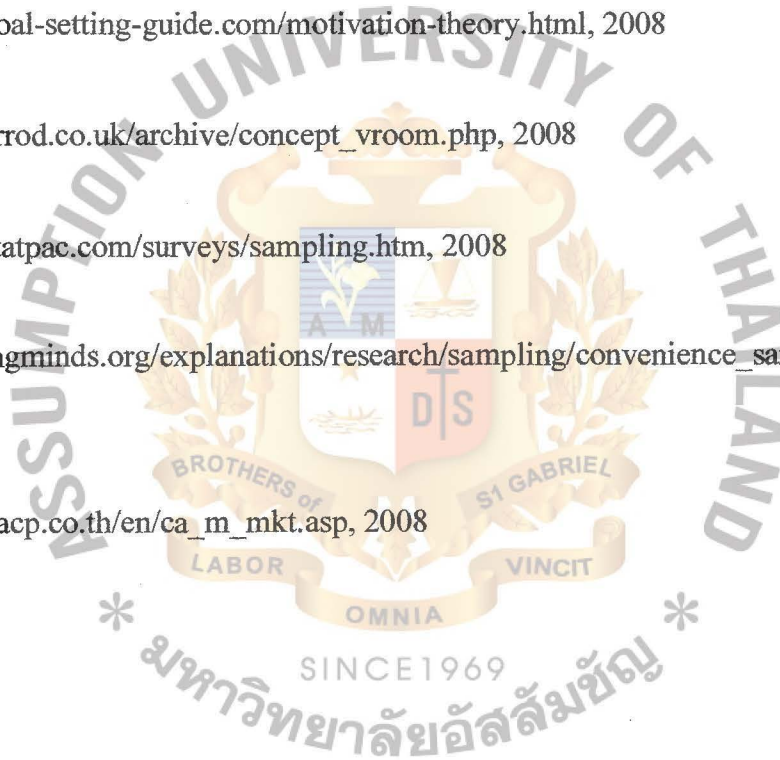 oal-setting-guide.com/motivation-theory.html, 2008
rrod.co.uk/archive/concept_vroom.php, 2008
tatpac.com/surveys/sampling.htm, 2008
ngminds.org/explanations/research/sampling/convenience_sa
acp.co.th/en/ca_m_mkt.asp, 2008
ASSUMPTION UNIVERSITY OF THAILAND
A M
D S
BROTHERS of ST GABRIEL
LABOR OMNIA VINCIT
SINCE1969
มหาวิทยาลัยอัสสัมชัญ